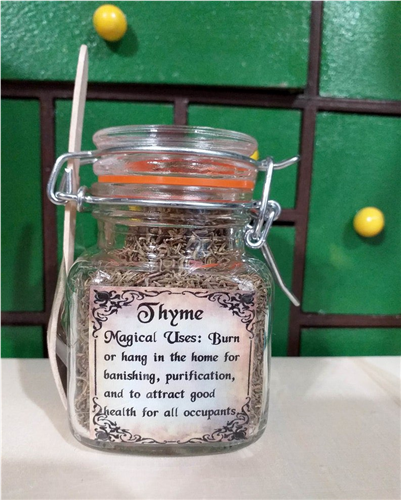 Thyme
Magical Uses: Burn
or hang in the home for
banishing, purification,
and to attract good
health for all occupants.